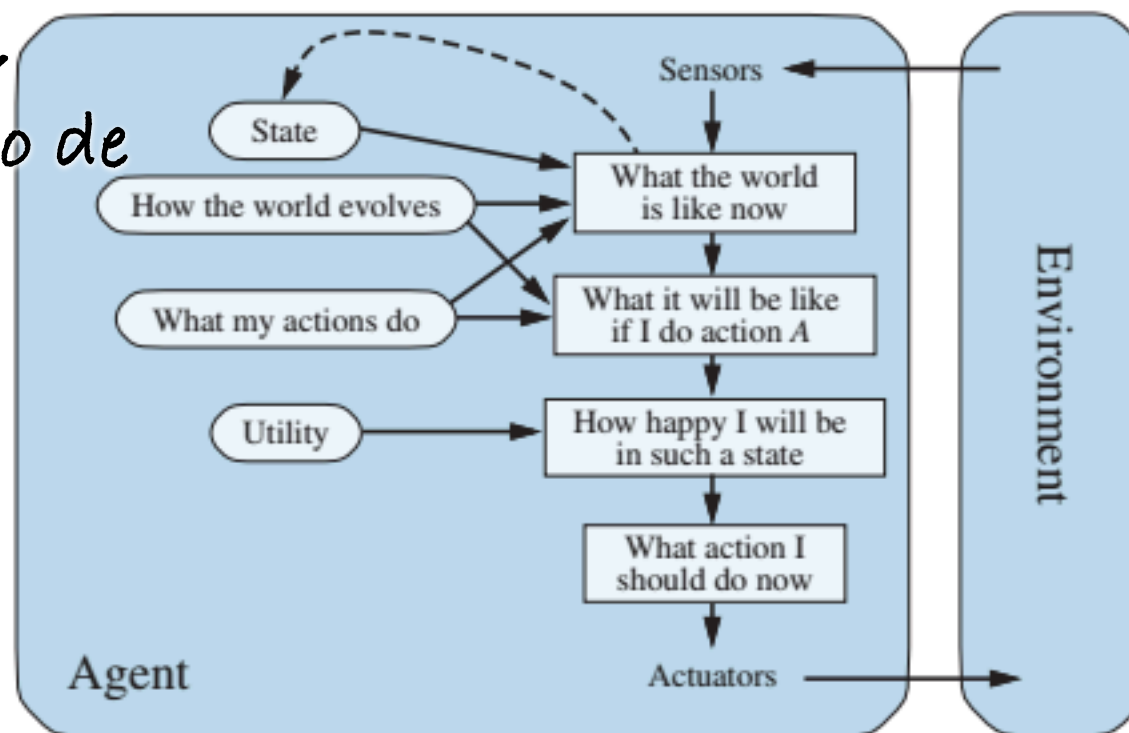 o de
Sensors
State
What the world
is like now
How the world evolves
What it will be like
if I do action A
What my actions do
How happy I will be
in such a state
Utility
What action I
should do now
Agent
Actuators
Environment